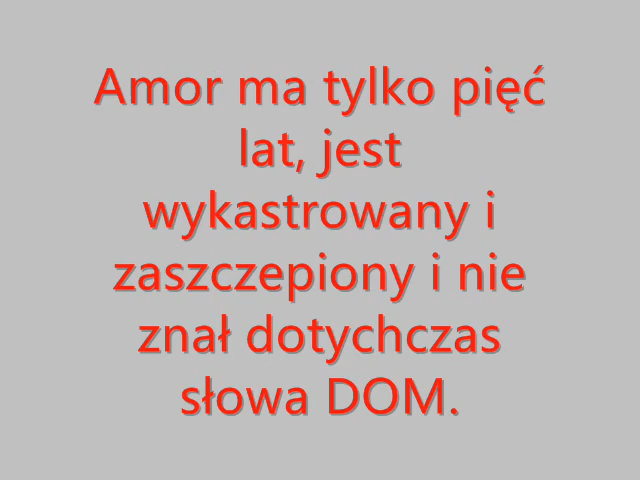 Amor ma tylko pięć
lat, jest
wykastrowany i
zaszczepiony i nie
znał dotychczas
słowa DOM.